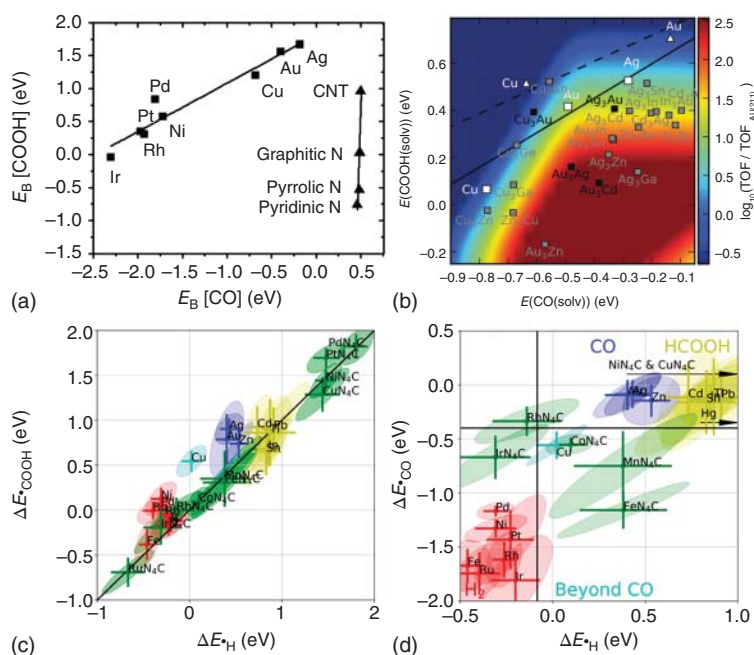 (a)
E_B [COOH] (eV)
2.0
1.5
1.0
0.5
0.0
−0.5
−1.0
−1.5
−2.5 −2.0 −1.5 −1.0 −0.5 0.0 0.5
E_B [CO] (eV)
Ag
Au
Cu
CNT
Pd
Pt
Ni
Rh
Ir
Graphitic N
Pyrrolic N
Pyridinic N
(b)
E(COOH(solv)) (eV)
0.6
0.4
0.2
0.0
−0.2
−0.9 −0.8 −0.7 −0.6 −0.5 −0.4 −0.3 −0.2 −0.1
E(CO(solv)) (eV)
Au
Ag
Cu
Au
Cu₃Au
Ag₃Au
Ag₃Cd
Ag₃Zn
Ag₃Ga
Au₃Ag
Au₃Cd
Cu₃Ga
Cu
Au₃Zn
2.5
2.0
1.5
1.0
0.5
0.0
−0.5
(c)
ΔE•COOH (eV)
2.0
1.5
1.0
0.5
0.0
−0.5
−1.0
−1 0 1 2
ΔE•H (eV)
PdN₄C
PtN₄C
NiN₄C
CuN₄C
Ag
Au
Zn
Cd
Pb
Sn
Cu
MnN₄C
CoN₄C
RhN₄C
Ni
RuN₄C
(d)
ΔE•CO (eV)
0.5
0.0
−0.5
−1.0
−1.5
−2.0
−0.5 0.0 0.5 1.0
ΔE•H (eV)
CO
HCOOH
NiN₄C & CuN₄C
Ag
Zn
Cd
Sn
Pb
Hg
RhN₄C
IrN₄C
Cu
CoN₄C
MnN₄C
FeN₄C
Pd
Ni
Pt
Rh
Fe
Ru
Ir
H₂
Beyond CO